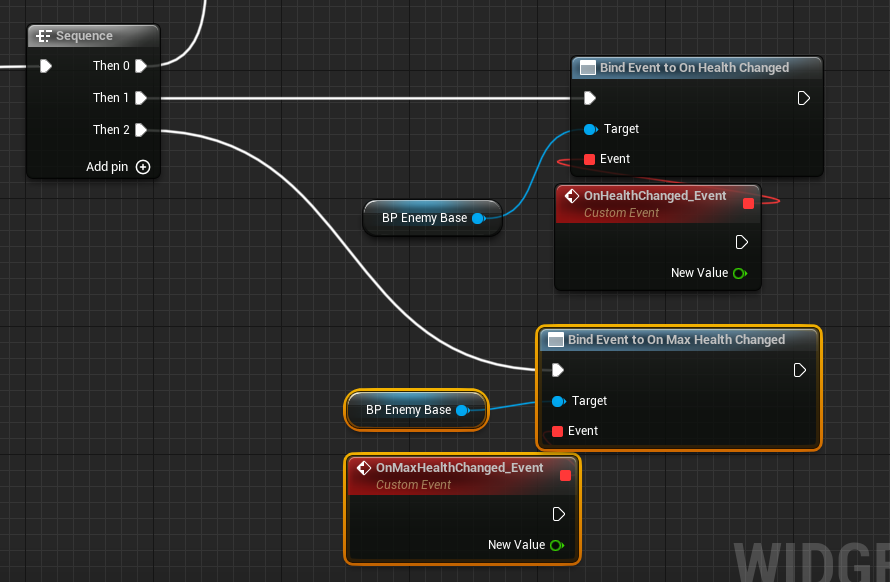 Sequence
Then 0
Then 1
Then 2
Add pin
Bind Event to On Health Changed
Target
Event
BP Enemy Base
OnHealthChanged_Event
Custom Event
New Value
Bind Event to On Max Health Changed
Target
Event
BP Enemy Base
OnMaxHealthChanged_Event
Custom Event
New Value
WIDG